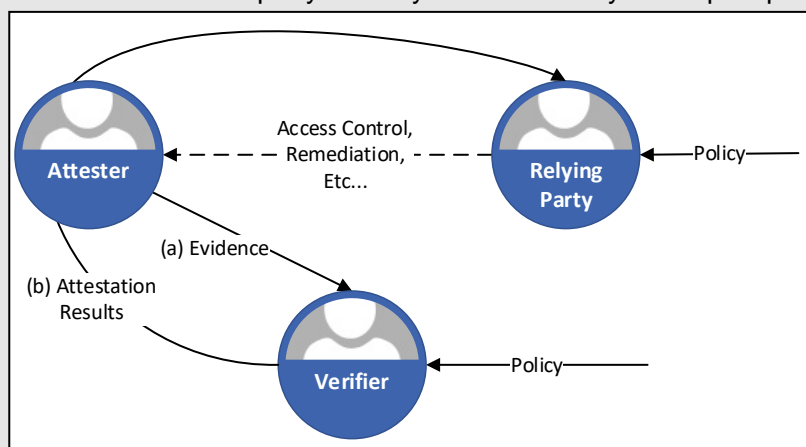 Access Control,
Remediation,
Etc...
Attester
Relying
Party
Policy
(a) Evidence
(b) Attestation
Results
Verifier
Policy